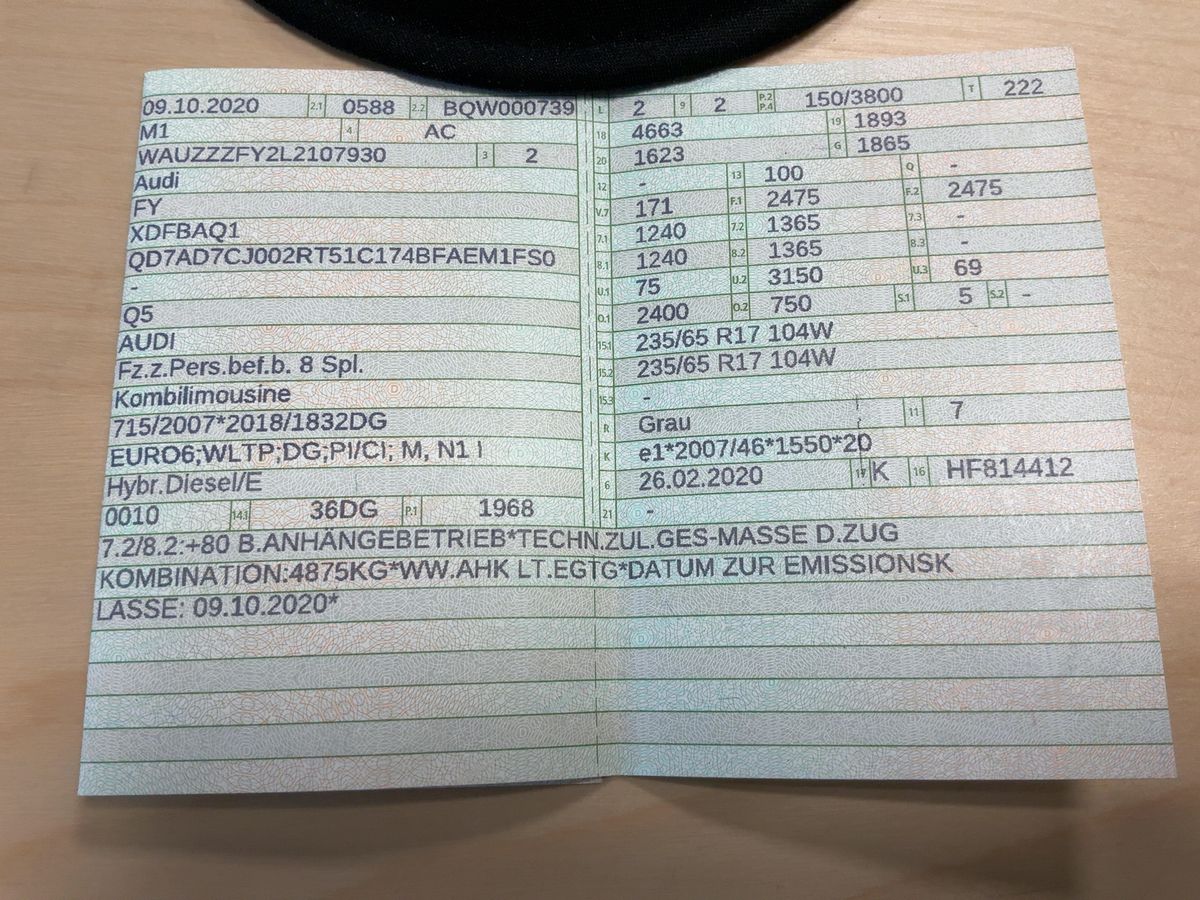 09.10.2020 2.1 0588 2.2 BQW000739
M1 4 AC
WAUZZZFY2L2107930 3 2
Audi
FY
XDFBAQ1
QD7AD7CJ002RT51C174BFAEM1FS0
-
Q5
AUDI
Fz.z.Pers.bef.b. 8 Spl.
Kombilimousine
715/2007*2018/1832DG
EURO6;WLTP;DG;PI/CI; M, N1 I
Hybr.Diesel/E
0010 14.1 36DG P.1 1968
L 2 9 2 P.2 P.4 150/3800 T 222
18 4663 19 1893
20 1623 G 1865
12 - 13 100 Q -
V.7 171 F.1 2475 F.2 2475
7.1 1240 7.2 1365 7.3 -
8.1 1240 8.2 1365 8.3 -
U.1 75 U.2 3150 U.3 69
O.1 2400 O.2 750 S.1 5 S.2 -
15.1 235/65 R17 104W
15.2 235/65 R17 104W
15.3 -
R Grau 11 7
K e1*2007/46*1550*20
6 26.02.2020 17 K 16 HF814412
21 -
7.2/8.2:+80 B.ANHÄNGEBETRIEB*TECHN.ZUL.GES-MASSE D.ZUG
KOMBINATION:4875KG*WW.AHK LT.EGTG*DATUM ZUR EMISSIONSK
LASSE: 09.10.2020*